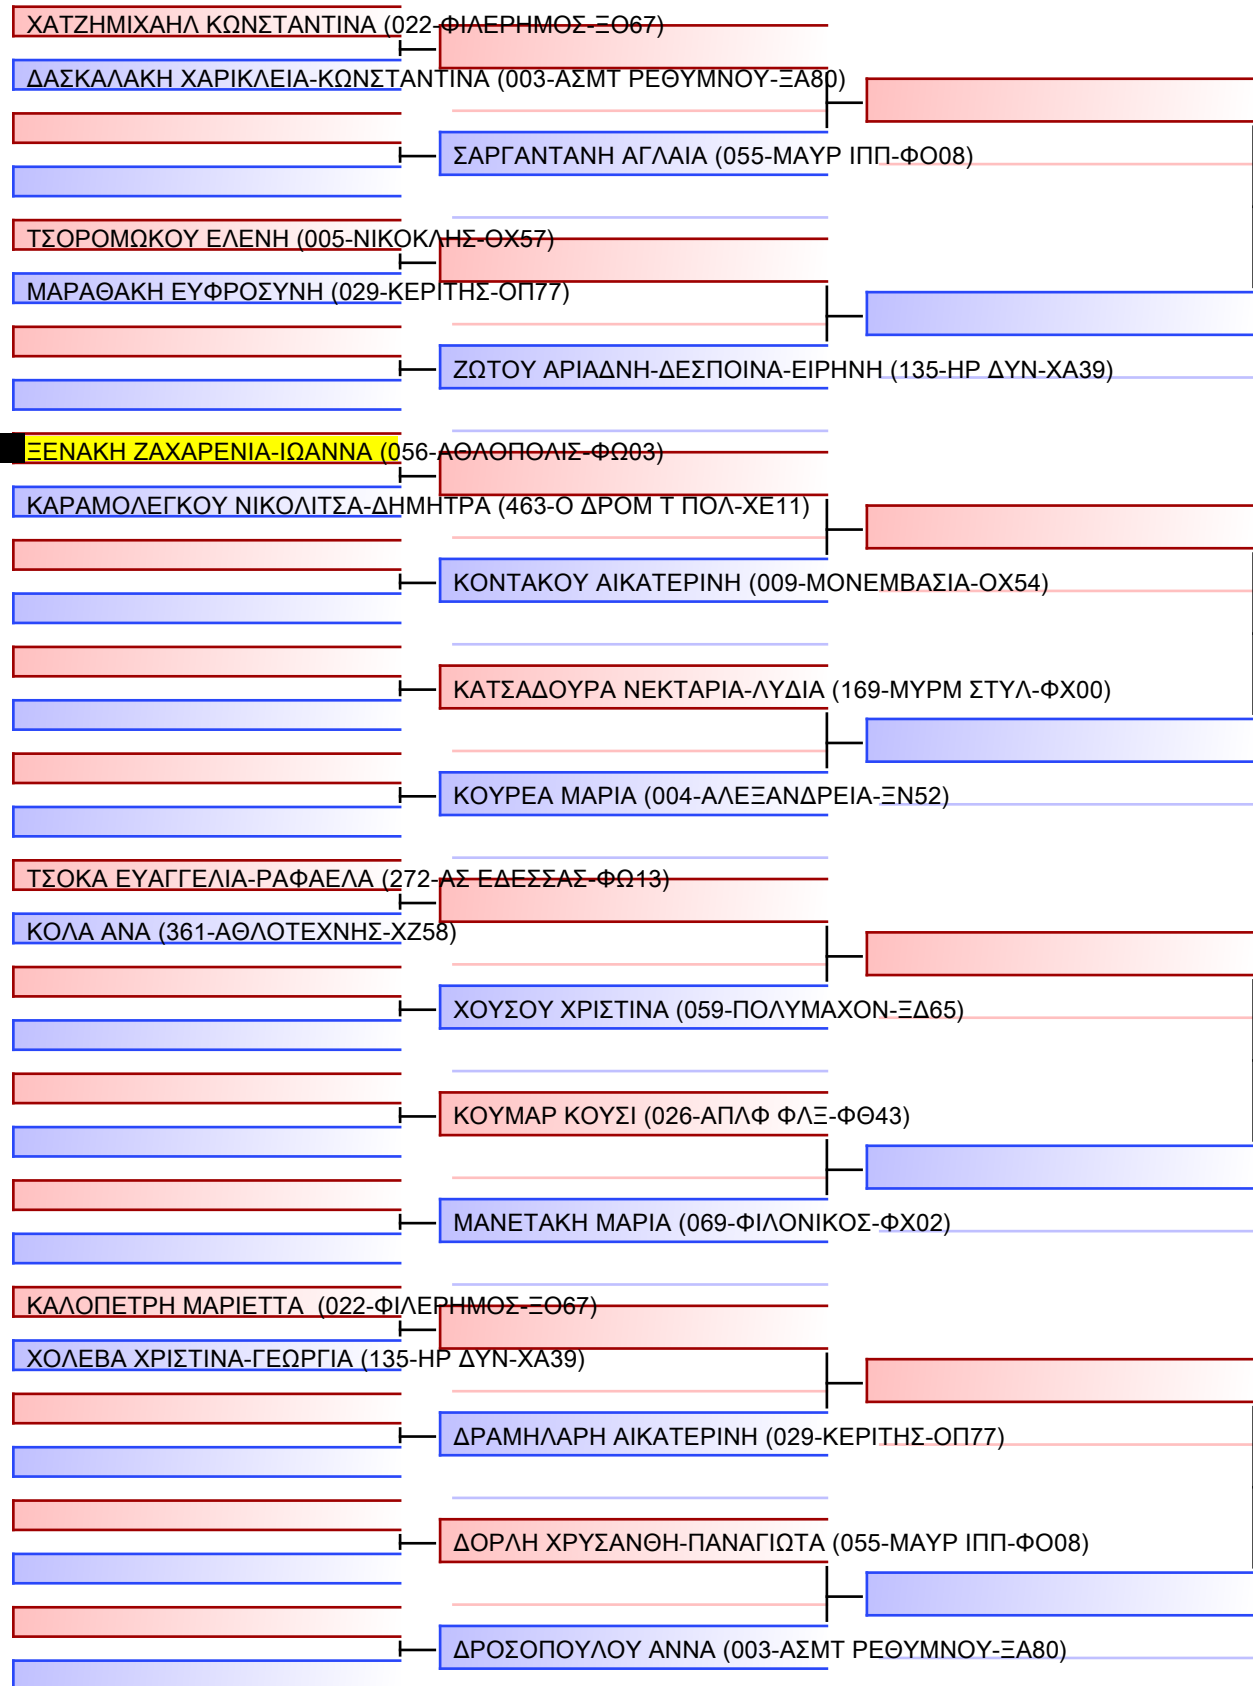 ΧΑΤΖΗΜΙΧΑΗΛ ΚΩΝΣΤΑΝΤΙΝΑ (022-ΦΙΛΕΡΗΜΟΣ-ΞΟ67)
ΔΑΣΚΑΛΑΚΗ ΧΑΡΙΚΛΕΙΑ-ΚΩΝΣΤΑΝΤΙΝΑ (003-ΑΣΜΤ ΡΕΘΥΜΝΟΥ-ΞΑ80)
ΣΑΡΓΑΝΤΑΝΗ ΑΓΛΑΙΑ (055-ΜΑΥΡ ΙΠΠ-ΦΟ08)
ΤΣΟΡΟΜΩΚΟΥ ΕΛΕΝΗ (005-ΝΙΚΟΚΛΗΣ-ΟΧ57)
ΜΑΡΑΘΑΚΗ ΕΥΦΡΟΣΥΝΗ (029-ΚΕΡΙΤΗΣ-ΟΠ77)
ΖΩΤΟΥ ΑΡΙΑΔΝΗ-ΔΕΣΠΟΙΝΑ-ΕΙΡΗΝΗ (135-ΗΡ ΔΥΝ-ΧΑ39)
ΞΕΝΑΚΗ ΖΑΧΑΡΕΝΙΑ-ΙΩΑΝΝΑ (056-ΑΘΛΟΠΟΛΙΣ-ΦΩ03)
ΚΑΡΑΜΟΛΕΓΚΟΥ ΝΙΚΟΛΙΤΣΑ-ΔΗΜΗΤΡΑ (463-Ο ΔΡΟΜ Τ ΠΟΛ-ΧΕ11)
ΚΟΝΤΑΚΟΥ ΑΙΚΑΤΕΡΙΝΗ (009-ΜΟΝΕΜΒΑΣΙΑ-ΟΧ54)
ΚΑΤΣΑΔΟΥΡΑ ΝΕΚΤΑΡΙΑ-ΛΥΔΙΑ (169-ΜΥΡΜ ΣΤΥΛ-ΦΧ00)
ΚΟΥΡΕΑ ΜΑΡΙΑ (004-ΑΛΕΞΑΝΔΡΕΙΑ-ΞΝ52)
ΤΣΟΚΑ ΕΥΑΓΓΕΛΙΑ-ΡΑΦΑΕΛΑ (272-ΑΣ ΕΔΕΣΣΑΣ-ΦΩ13)
ΚΟΛΑ ΑΝΑ (361-ΑΘΛΟΤΕΧΝΗΣ-ΧΖ58)
ΧΟΥΣΟΥ ΧΡΙΣΤΙΝΑ (059-ΠΟΛΥΜΑΧΟΝ-ΞΔ65)
ΚΟΥΜΑΡ ΚΟΥΣΙ (026-ΑΠΛΦ ΦΛΞ-ΦΘ43)
ΜΑΝΕΤΑΚΗ ΜΑΡΙΑ (069-ΦΙΛΟΝΙΚΟΣ-ΦΧ02)
ΚΑΛΟΠΕΤΡΗ ΜΑΡΙΕΤΤΑ  (022-ΦΙΛΕΡΗΜΟΣ-ΞΟ67)
ΧΟΛΕΒΑ ΧΡΙΣΤΙΝΑ-ΓΕΩΡΓΙΑ (135-ΗΡ ΔΥΝ-ΧΑ39)
ΔΡΑΜΗΛΑΡΗ ΑΙΚΑΤΕΡΙΝΗ (029-ΚΕΡΙΤΗΣ-ΟΠ77)
ΔΟΡΛΗ ΧΡΥΣΑΝΘΗ-ΠΑΝΑΓΙΩΤΑ (055-ΜΑΥΡ ΙΠΠ-ΦΟ08)
ΔΡΟΣΟΠΟΥΛΟΥ ΑΝΝΑ (003-ΑΣΜΤ ΡΕΘΥΜΝΟΥ-ΞΑ80)